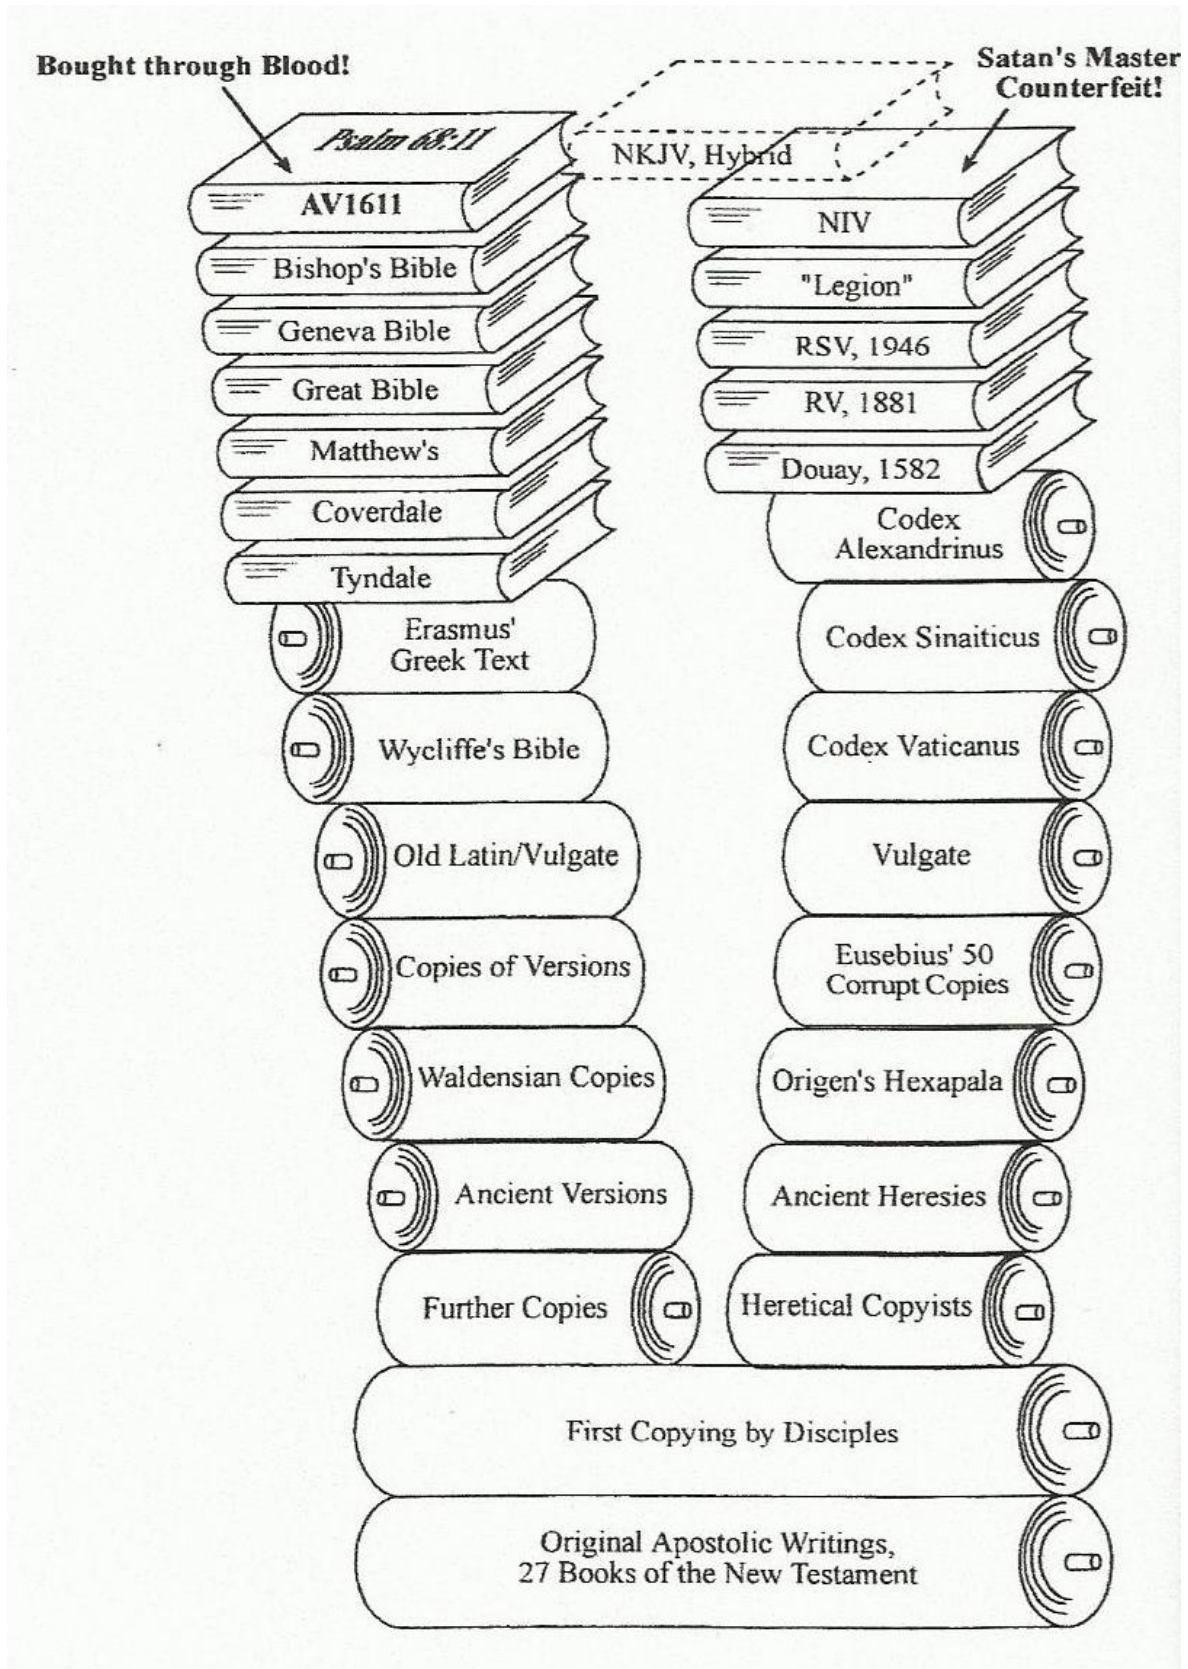 Bought through Blood!
Satan's Master
Counterfeit!
Psalm 68:11
NKJV, Hybrid
AV1611
Bishop's Bible
Geneva Bible
Great Bible
Matthew's
Coverdale
Tyndale
Erasmus'
Greek Text
Wycliffe's Bible
Old Latin/Vulgate
Copies of Versions
Waldensian Copies
Ancient Versions
Further Copies
NIV
"Legion"
RSV, 1946
RV, 1881
Douay, 1582
Codex
Alexandrinus
Codex Sinaiticus
Codex Vaticanus
Vulgate
Eusebius' 50
Corrupt Copies
Origen's Hexapala
Ancient Heresies
Heretical Copyists
First Copying by Disciples
Original Apostolic Writings,
27 Books of the New Testament